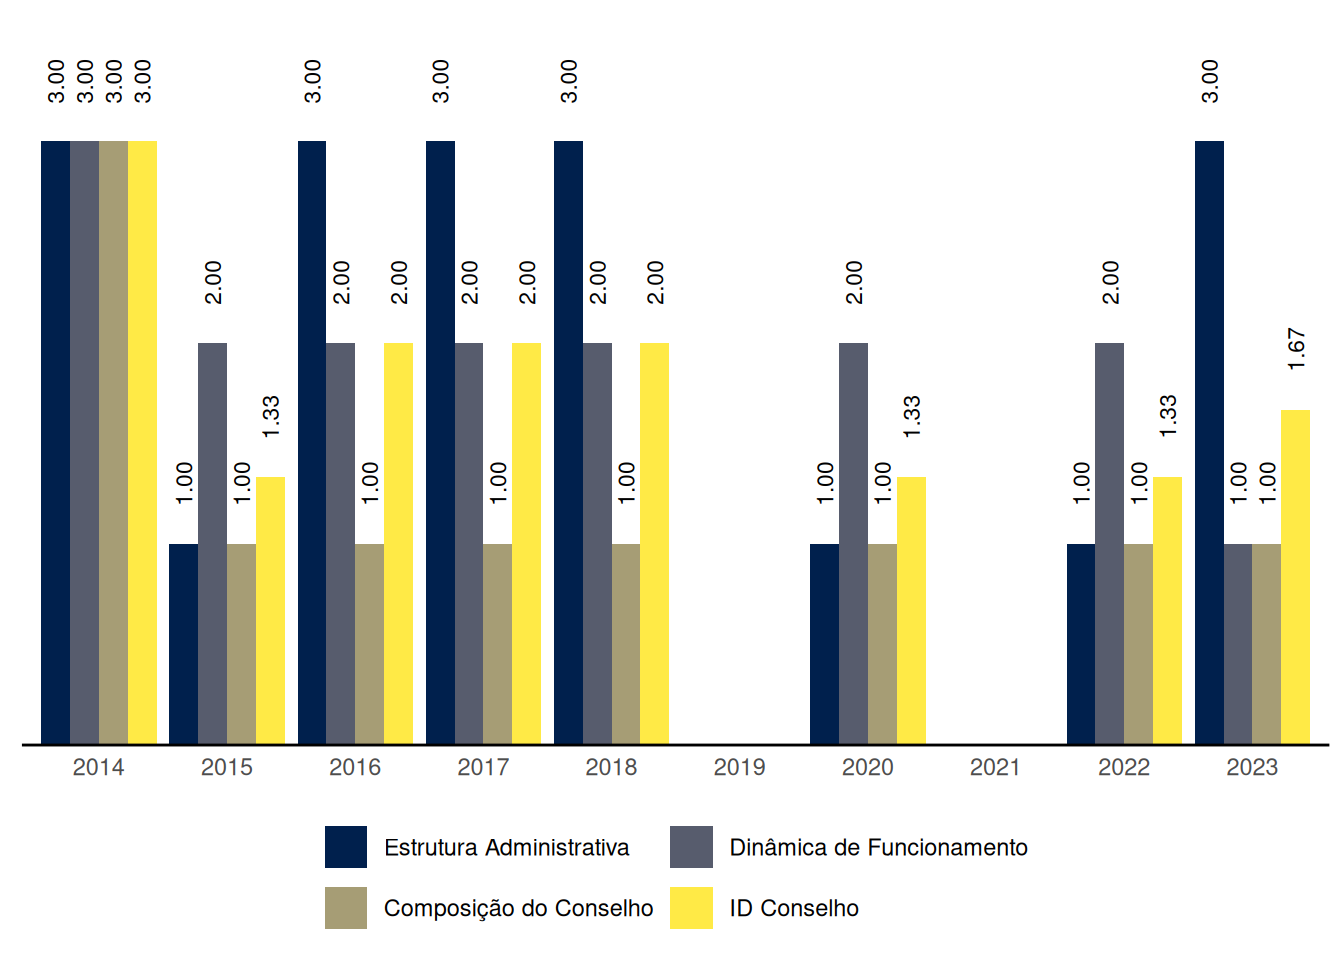 3.00 3.00 3.00 3.00 3.00 3.00 3.00 3.00
2.00 2.00 2.00 2.00 2.00 2.00 2.00 2.00 2.00
1.67
1.33 1.33 1.33
1.00 1.00 1.00 1.00 1.00 1.00 1.00 1.00 1.00 1.00 1.00
2014 2015 2016 2017 2018 2019 2020 2021 2022 2023
Estrutura Administrativa Dinâmica de Funcionamento
Composição do Conselho ID Conselho